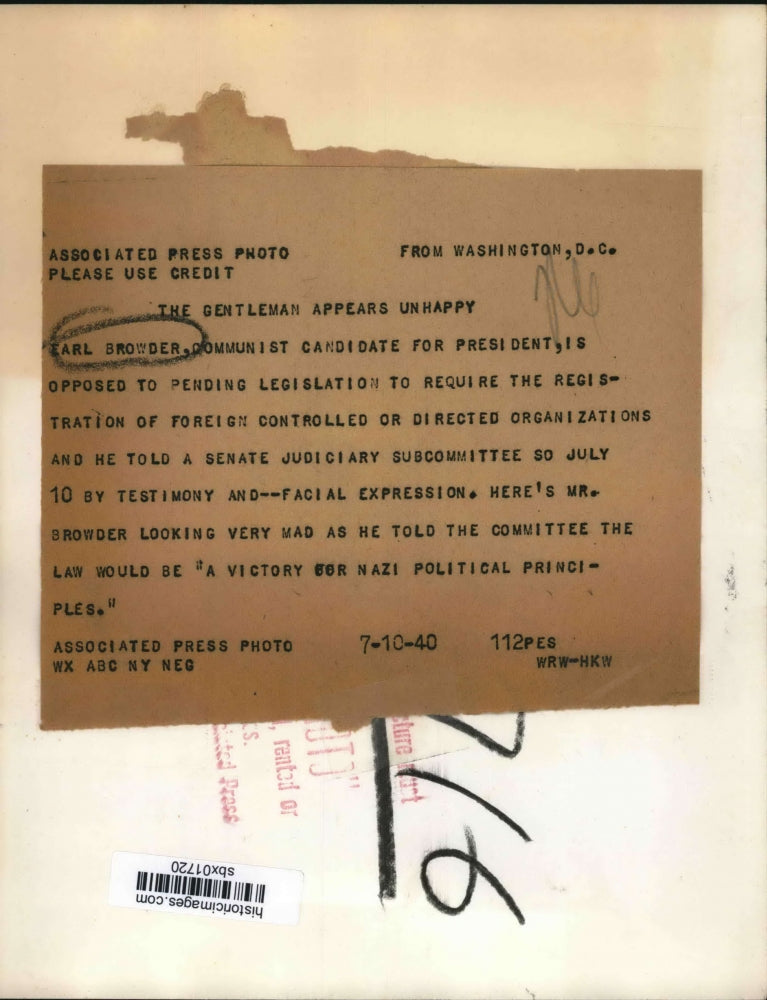 ASSOCIATED PRESS PHOTO FROM WASHINGTON, D.C.
PLEASE USE CREDIT
THE GENTLEMAN APPEARS UNHAPPY
EARL BROWDER, COMMUNIST CANDIDATE FOR PRESIDENT, IS
OPPOSED TO PENDING LEGISLATION TO REQUIRE THE REGIS-
TRATION OF FOREIGN CONTROLLED OR DIRECTED ORGANIZATIONS
AND HE TOLD A SENATE JUDICIARY SUBCOMMITTEE SO JULY
10 BY TESTIMONY AND--FACIAL EXPRESSION. HERE'S MR.
BROWDER LOOKING VERY MAD AS HE TOLD THE COMMITTEE THE
LAW WOULD BE "A VICTORY FOR NAZI POLITICAL PRINCI-
PLES."
ASSOCIATED PRESS PHOTO 7-10-40 112PES
WX ABC NY NEG WRW-HKW
rented or
Press
historicimages.com
sbx01720